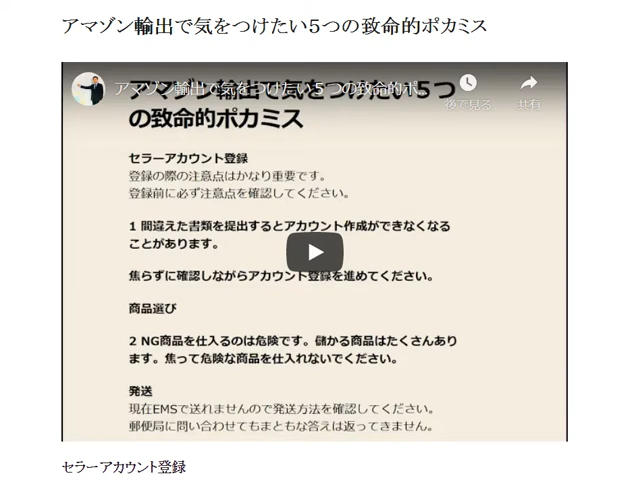 アマゾン輸出で気をつけたい５つの致命的ポカミス
アマゾン輸出で気をつけたい５つの致命的ポ...
アマゾン輸出で気をつけたい５つ
の致命的ポカミス
後で見る
共有
セラーアカウント登録
登録の際の注意点はかなり重要です。
登録前に必ず注意点を確認してください。
1 間違えた書類を提出するとアカウント作成ができなくなる
ことがあります。
焦らずに確認しながらアカウント登録を進めてください。
商品選び
2 NG商品を仕入るのは危険です。儲かる商品はたくさんあり
ます。焦って危険な商品を仕入れないでください。
発送
現在EMSで送れませんので発送方法を確認してください。
郵便局に問い合わせてもまともな答えは返ってきません。
セラーアカウント登録